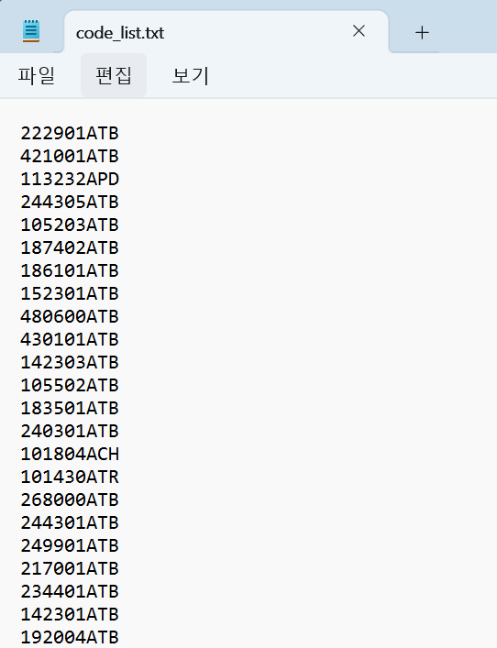 code_list.txt
파일 편집 보기
222901ATB
421001ATB
113232APD
244305ATB
105203ATB
187402ATB
186101ATB
152301ATB
480600ATB
430101ATB
142303ATB
105502ATB
183501ATB
240301ATB
101804ACH
101430ATR
268000ATB
244301ATB
249901ATB
217001ATB
234401ATB
142301ATB
192004ATB